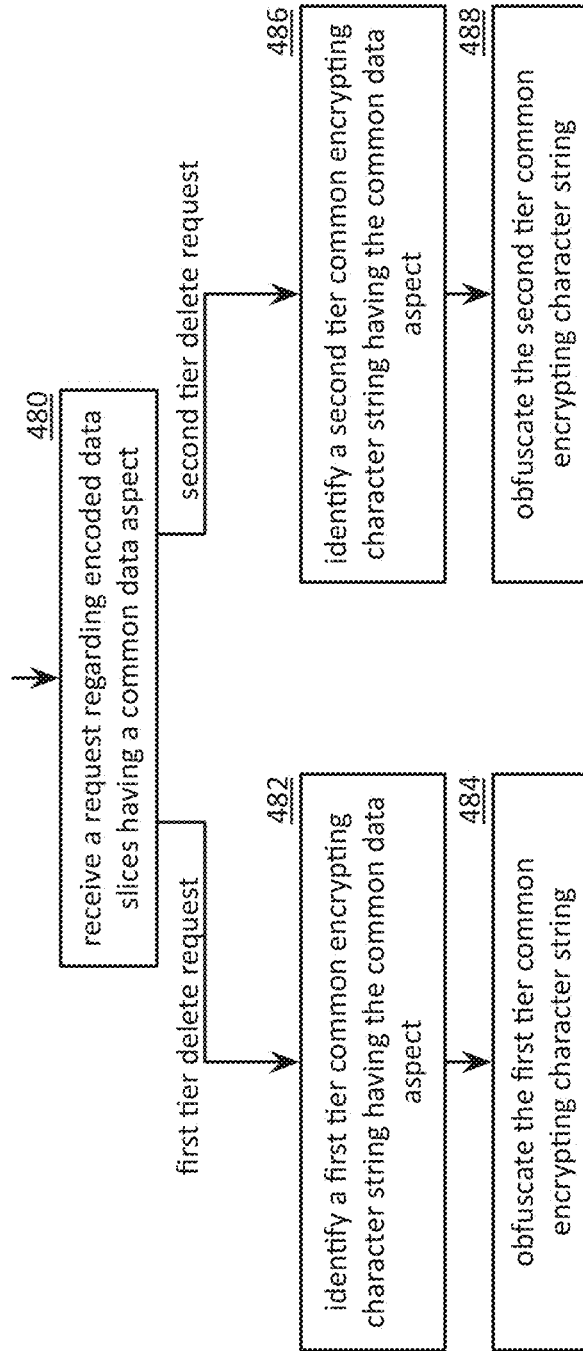 480
receive a request regarding encoded data
slices having a common data aspect
first tier delete request
second tier delete request
482
identify a first tier common encrypting
character string having the common data
aspect
484
obfuscate the first tier common
encrypting character string
486
identify a second tier common encrypting
character string having the common data
aspect
488
obfuscate the second tier common
encrypting character string